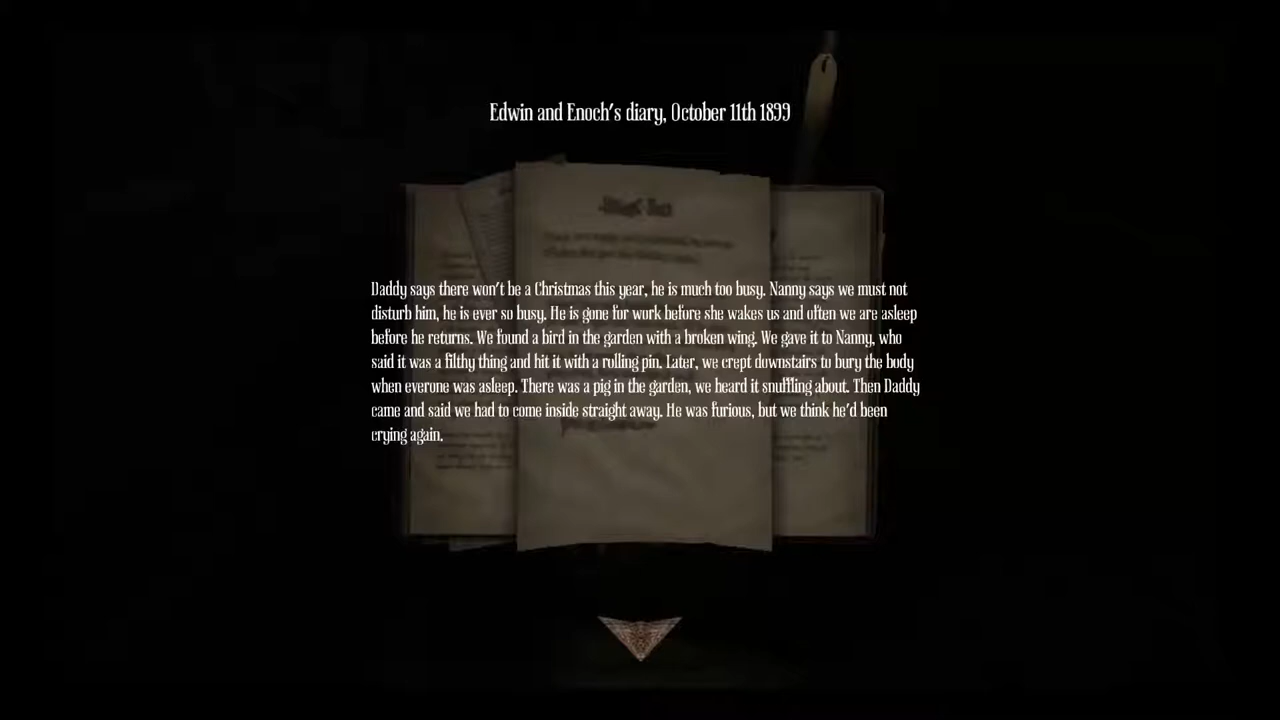 Edwin and Enoch's diary, October 11th 1899
Daddy says there won't be a Christmas this year, he is much too busy. Nanny says we must not
disturb him, he is ever so busy. He is gone for work before she wakes us and often we are asleep
before he returns. We found a bird in the garden with a broken wing. We gave it to Nanny, who
said it was a filthy thing and hit it with a rolling pin. Later, we crept downstairs to bury the body
when everone was asleep. There was a pig in the garden, we heard it snuffling about. Then Daddy
came and said we had to come inside straight away. He was furious, but we think he'd been
crying again.